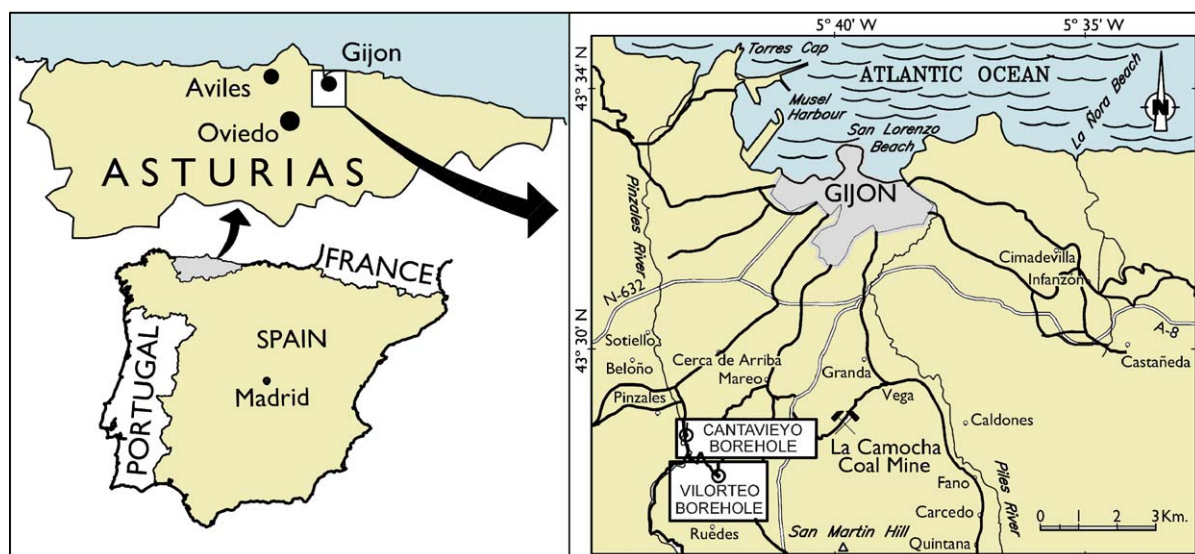 Gijon
Aviles
Oviedo
ASTURIAS
FRANCE
SPAIN
Madrid
PORTUGAL
5° 40' W
5° 35' W
43° 34' N
43° 30' N
Torres Cap
ATLANTIC OCEAN
Musel
Harbour
San Lorenzo
Beach
La Ñora Beach
N
Pinzales River
GIJON
Cimadevilla
Infanzón
N-632
A-8
Sotiello
Cerca de Arriba
Castañeda
Beloño
Mareo
Granda
Pinzales
Vega
Caldones
CANTAVIEYO
BOREHOLE
La Camocha
Coal Mine
VILORTEO
BOREHOLE
Fano
Piles River
Carcedo
0 1 2 3Km.
Ruedes
San Martin Hill
Quintana